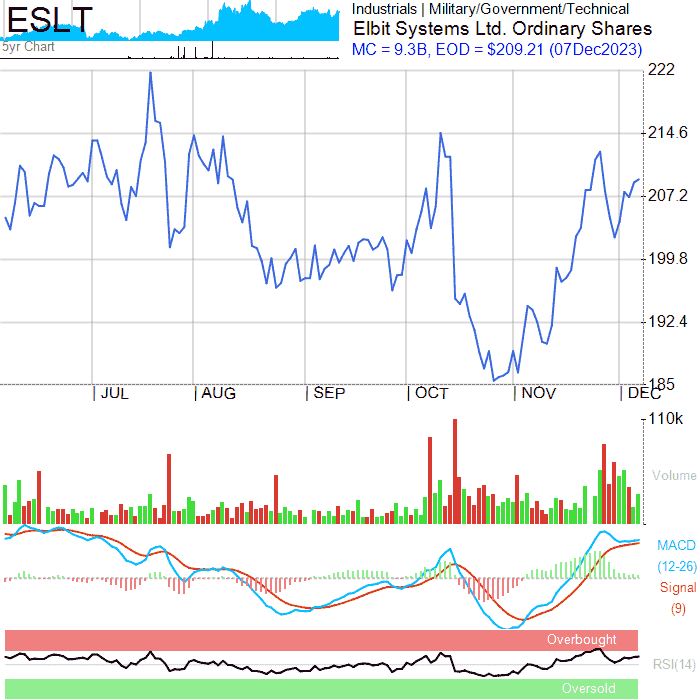 ESLT
5yr Chart
Industrials | Military/Government/Technical
Elbit Systems Ltd. Ordinary Shares
MC = 9.3B, EOD = $209.21 (07Dec2023)
222
214.6
207.2
199.8
192.4
185
JUL AUG SEP OCT NOV DEC
110k
Volume
MACD
(12-26)
Signal
(9)
Overbought
RSI(14)
Oversold